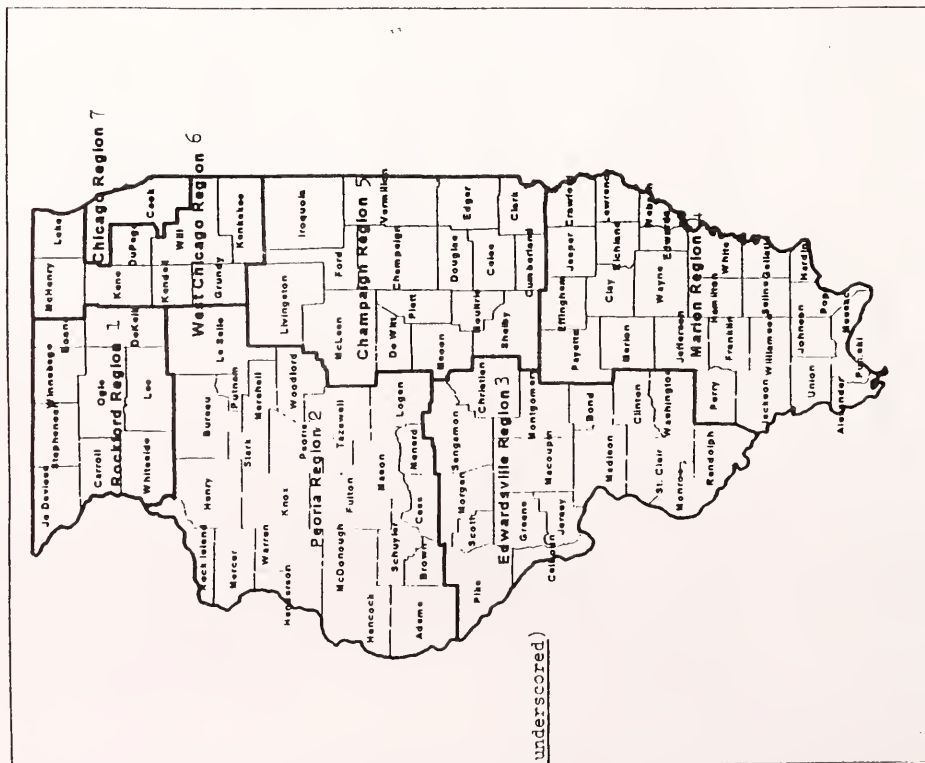 Lake
McHenry
Chicago Region 7
Cook
DuPage
Kane
West Chicago Region 6
Will
Kendall
Grundy
Kankakee
Boone
Winnebago
Stephenson
Jo Daviess
Rockford Region 1
DeKalb
Ogle
Lee
Carroll
Whiteside
La Salle
Bureau
Putnam
Marshall
Stark
Henry
Rock Island
Mercer
Warren
Knox
Peoria
Woodford
Henderson
Peoria Region 2
Tazewell
Fulton
McDonough
Hancock
Mason
Logan
Schuyler
Menard
Cass
Brown
Adams
Champaign Region 5
Iroquois
Ford
Livingston
McLean
Vermilion
Champaign
Piatt
De Witt
Macon
Douglas
Edgar
Coles
Clark
Moultrie
Shelby
Cumberland
Edwardsville Region 3
Christian
Sangamon
Morgan
Scott
Pike
Greene
Calhoun
Jersey
Macoupin
Montgomery
Bond
Madison
Clinton
St. Clair
Washington
Monroe
Randolph
Marion Region
Crawford
Jasper
Effingham
Fayette
Lawrence
Richland
Clay
Marion
Wabash
Edwards
Wayne
Jefferson
White
Hamilton
Franklin
Perry
Gallatin
Saline
Williamson
Jackson
Hardin
Pope
Johnson
Union
Massac
Pulaski
Alexander
underscored)